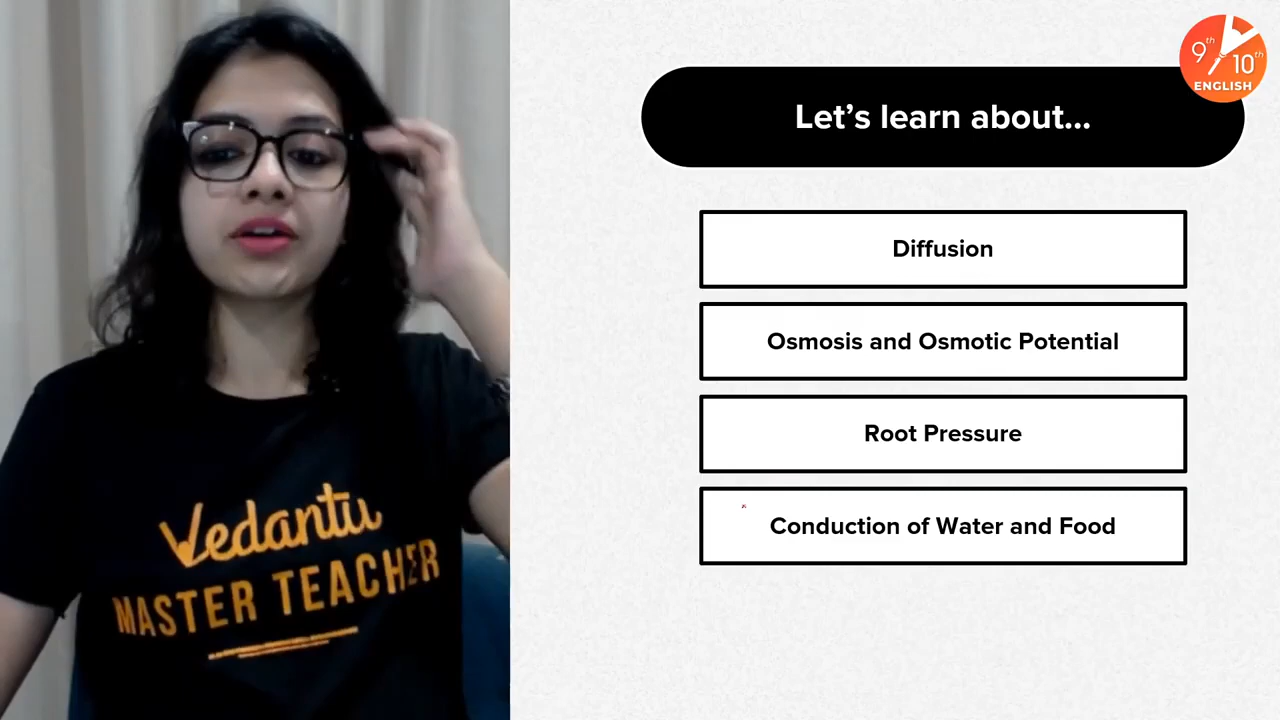 9th
10th
ENGLISH
Let's learn about...
Diffusion
Osmosis and Osmotic Potential
Root Pressure
Conduction of Water and Food
Vedantu
MASTER TEACHER